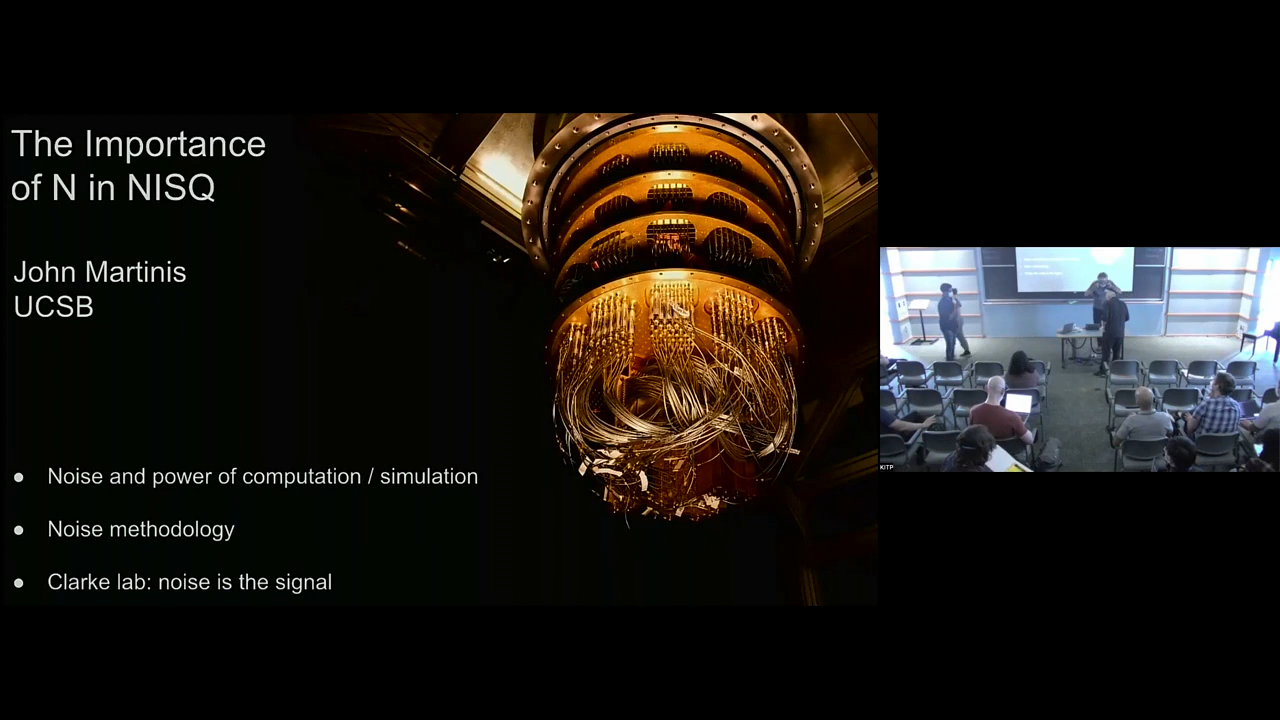 The Importance
of N in NISQ
John Martinis
UCSB
● Noise and power of computation / simulation
● Noise methodology
● Clarke lab: noise is the signal
KITP